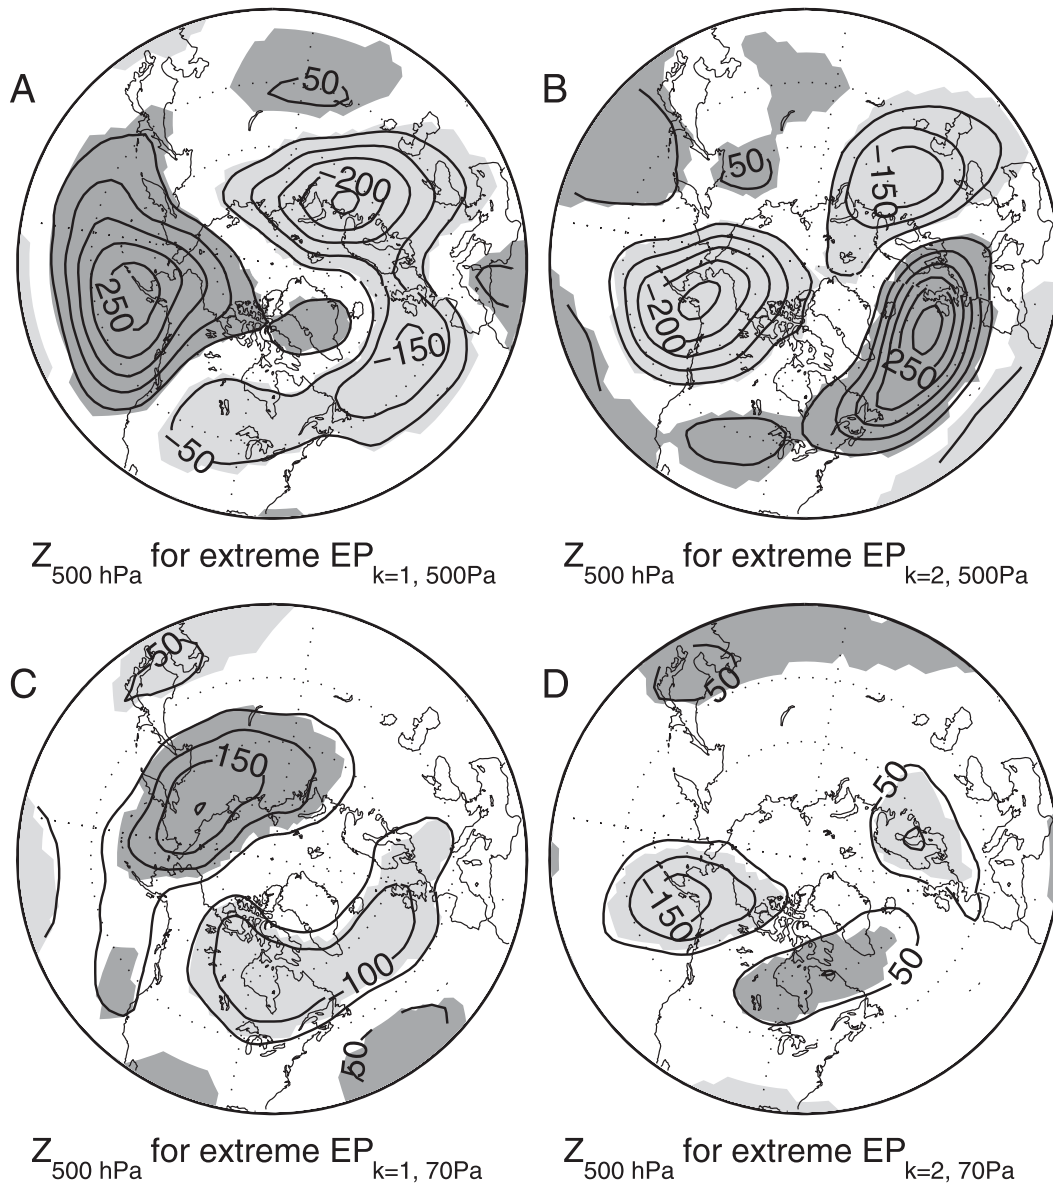 A
50
-200
250
-150
-50
Z500 hPa for extreme EPk=1, 500Pa
B
50
-150
-200
250
Z500 hPa for extreme EPk=2, 500Pa
C
50
150
-100
50
Z500 hPa for extreme EPk=1, 70Pa
D
50
50
-150
50
Z500 hPa for extreme EPk=2, 70Pa